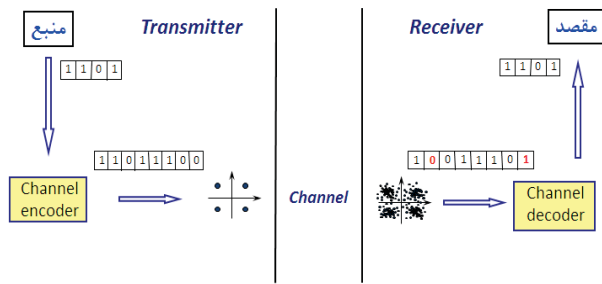 منبع
Transmitter
1 1 0 1
1 1 0 1 1 1 0 0
Channel
encoder
Channel
Receiver
مقصد
1 1 0 1
1 0 0 1 1 1 0 1
Channel
decoder